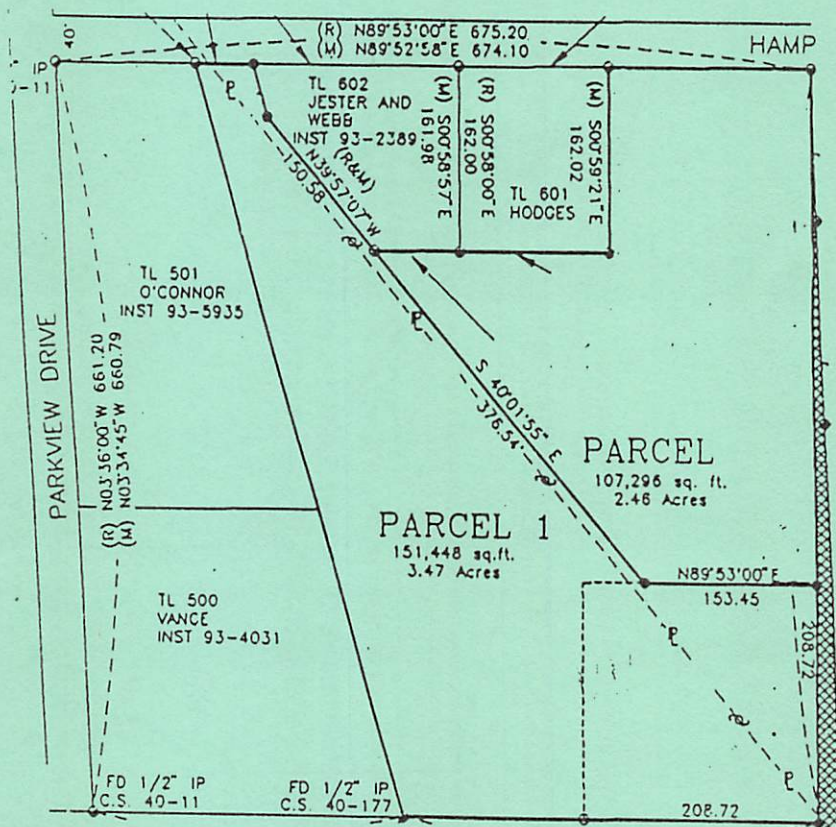 (R) N89°53'00"E 675.20
(M) N89°52'58"E 674.10
HAMP
40'
IP
-11
TL 602
JESTER AND
WEBB
INST 93-2389
(R&M)
N39°57'07"W
150.58
(M) S00°58'57"E
161.98
(R) S00°58'00"E
162.00
(M) S00°59'21"E
162.02
TL 601
HODGES
TL 501
O'CONNOR
INST 93-5935
PARKVIEW DRIVE
(R) N03°36'00"W 661.20
(M) N03°34'45"W 660.79
S 40°01'55" E
376.54'
PARCEL
107,296 sq. ft.
2.46 Acres
PARCEL 1
151,448 sq.ft.
3.47 Acres
N89°53'00"E
153.45
TL 500
VANCE
INST 93-4031
208.72
FD 1/2" IP
C.S. 40-11
FD 1/2" IP
C.S. 40-177
208.72